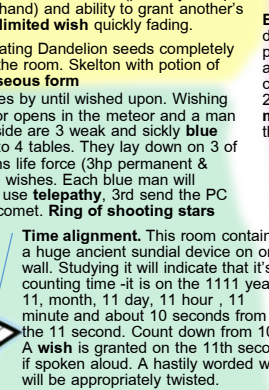 hand) and ability to grant another's
limited wish quickly fading.
ating Dandelion seeds completely
the room. Skelton with potion of
seous form
es by until wished upon. Wishing
or opens in the meteor and a man
side are 3 weak and sickly blue
to 4 tables. They lay down on 3 of
ns life force (3hp permanent &
wishes. Each blue man will
use telepathy, 3rd send the PC
comet. Ring of shooting stars
Time alignment. This room contain
a huge ancient sundial device on on
wall. Studying it will indicate that it's
counting time -it is on the 1111 yea
11, month, 11 day, 11 hour , 11
minute and about 10 seconds from
the 11 second. Count down from 10
A wish is granted on the 11th seco
if spoken aloud. A hastily worded w
will be appropriately twisted.
E
d
p
a
o
2
m
th